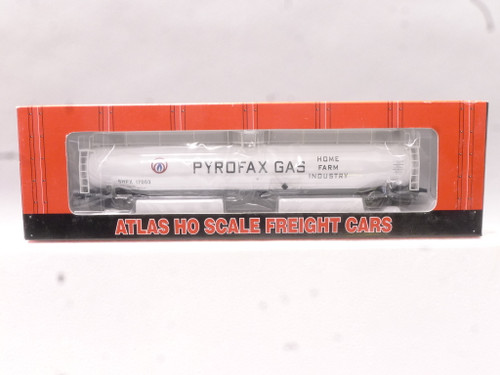 PYROFAX GAS
HOME
FARM
INDUSTRY
ATLAS HO SCALE FREIGHT CARS